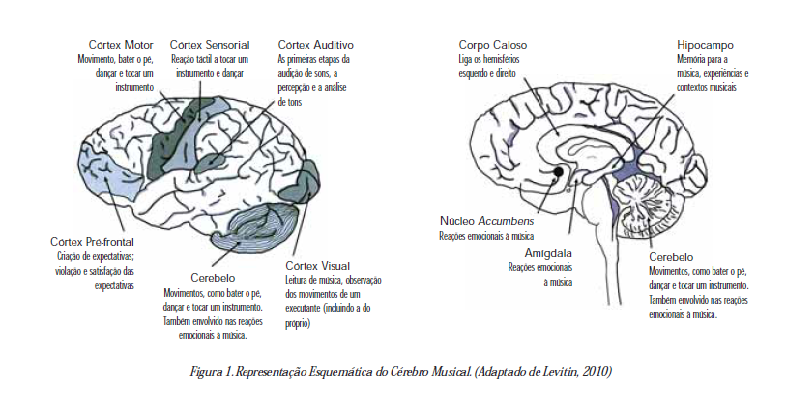 Córtex Motor
Movimento, bater o pé,
dançar e tocar um
instrumento
Córtex Sensorial
Reação táctil a tocar um
instrumento e dançar
Córtex Auditivo
As primeiras etapas da
audição de sons, a
percepção e a análise
de tons
Corpo Caloso
Liga os hemisféios
esquerdo e direto
Hipocampo
Memória para a
música, experiências e
contextos musicais
Córtex Préfrontal
Criação de expectativas;
violação e satisfação das
expectativas
Cerebelo
Movimentos, como bater o pé,
dançar e tocar um instrumento.
Também envolvico nas reações
emocionais à música.
Córtex Visual
Leitura de música, observação
dos movimentos de um
executante (incluindo a do
próprio)
Núcleo Accumbens
Reações emocionais à música
Amígdala
Reações emocionais
à música
Cerebelo
Movimentos, como bater o pé,
dançar e tocar um instrumento.
Também envolvido nas reações
emocionais à música.
Figura 1. Representação Esquemática do Cérebro Musical. (Adaptado de Levitin, 2010)